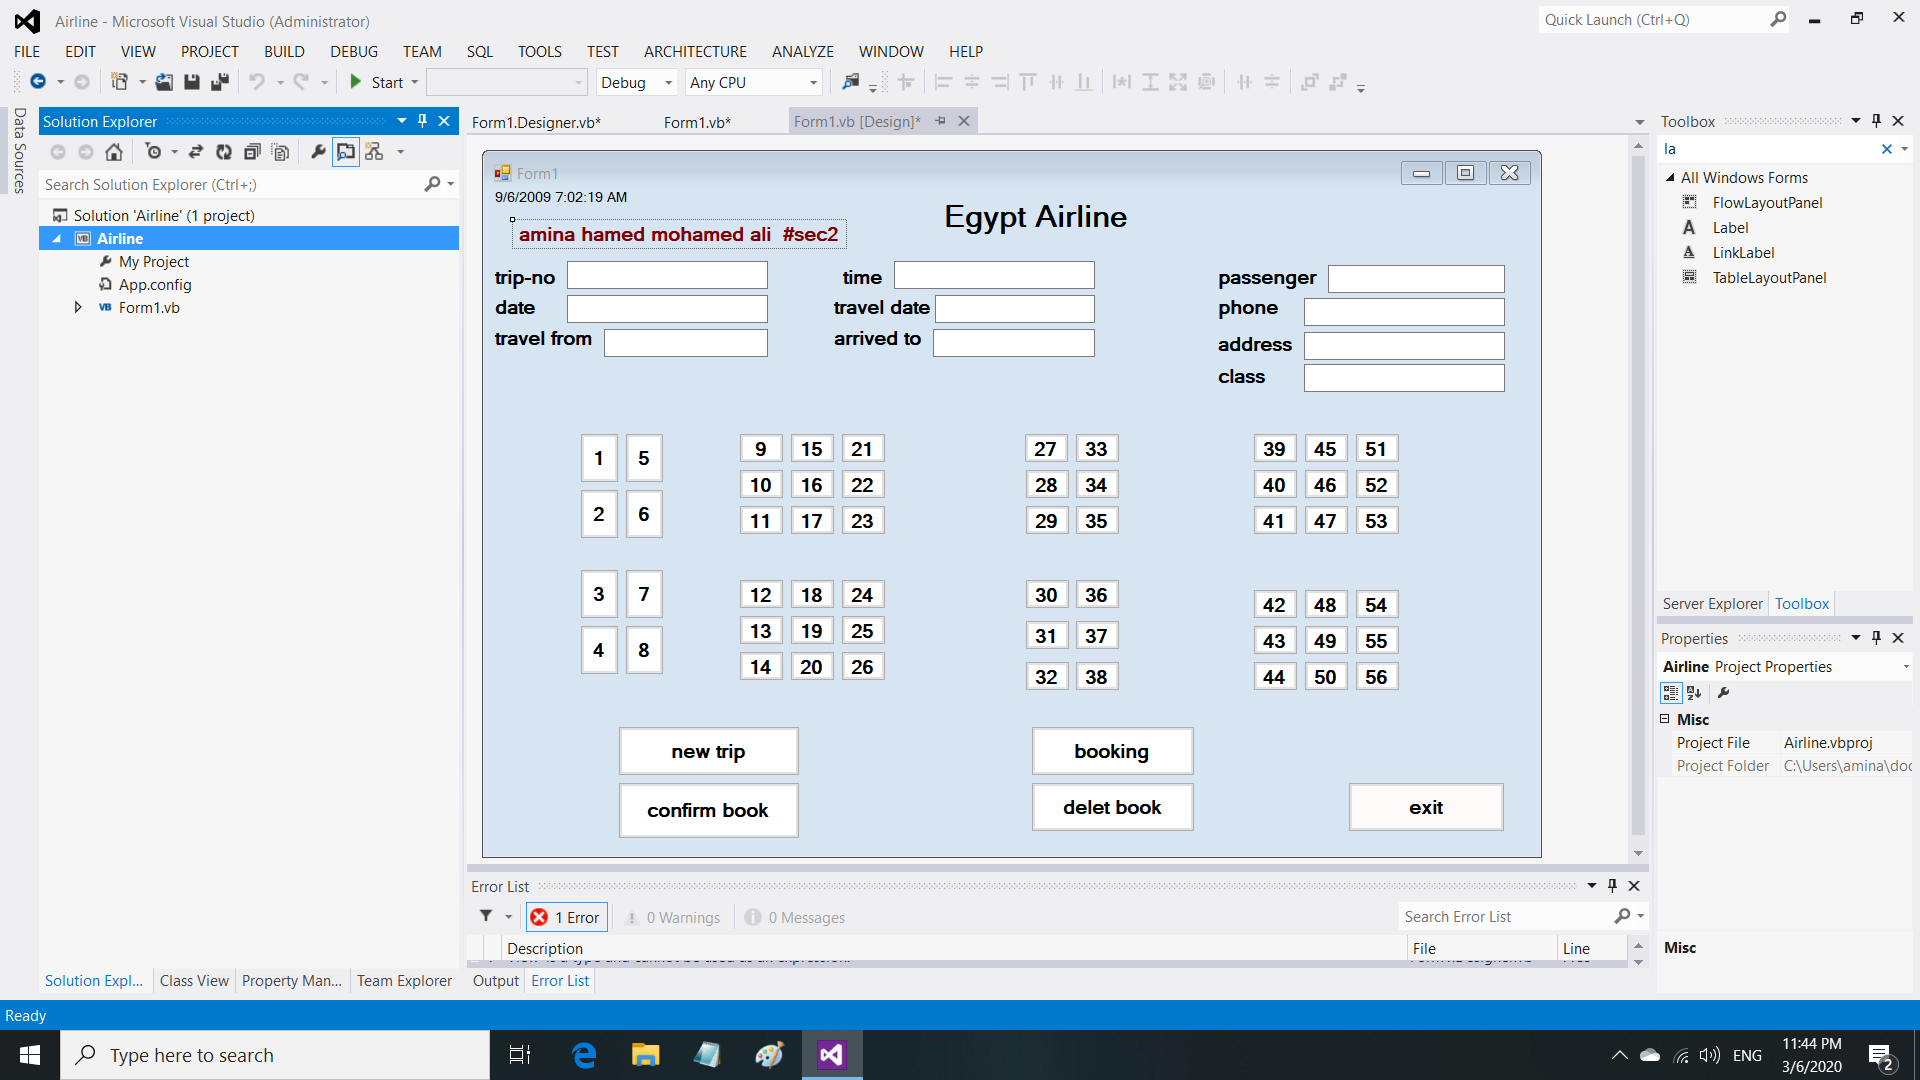 Airline - Microsoft Visual Studio (Administrator)
Quick Launch (Ctrl+Q)
FILE EDIT VIEW PROJECT BUILD DEBUG TEAM SQL TOOLS TEST ARCHITECTURE ANALYZE WINDOW HELP
Start Debug Any CPU
Data Sources
Solution Explorer
Search Solution Explorer (Ctrl+;)
Solution 'Airline' (1 project)
VB Airline
My Project
App.config
VB Form1.vb
Form1.Designer.vb* Form1.vb* Form1.vb [Design]*
Form1
9/6/2009 7:02:19 AM
Egypt Airline
amina hamed mohamed ali #sec2
trip-no time passenger
date travel date phone
travel from arrived to address
class
1 5 9 15 21 27 33 39 45 51
10 16 22 28 34 40 46 52
2 6 11 17 23 29 35 41 47 53
3 7 12 18 24 30 36 42 48 54
13 19 25 31 37 43 49 55
4 8 14 20 26 32 38 44 50 56
new trip booking
confirm book delet book exit
Toolbox
la
All Windows Forms
FlowLayoutPanel
A Label
A LinkLabel
TableLayoutPanel
Server Explorer Toolbox
Properties
Airline Project Properties
Misc
Project File Airline.vbproj
Project Folder C:\Users\amina\doc
Misc
Error List
1 Error 0 Warnings 0 Messages
Search Error List
Description File Line
Solution Expl... Class View Property Man... Team Explorer Output Error List
Ready
Type here to search
ENG
11:44 PM
3/6/2020
2